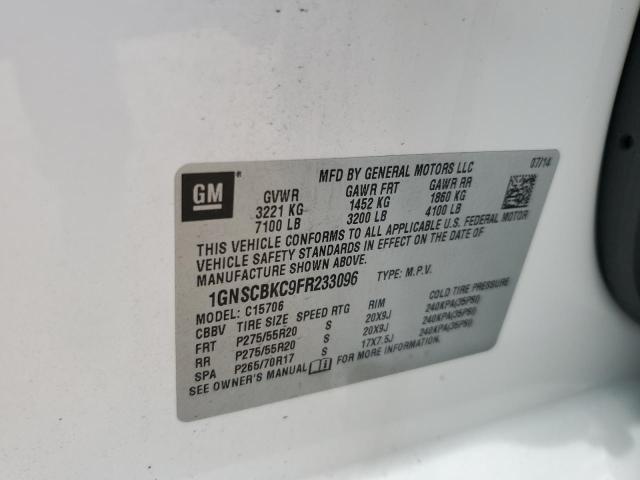 GM
MFD BY GENERAL MOTORS LLC 07/14
GVWR GAWR FRT GAWR RR
3221 KG 1452 KG 1860 KG
7100 LB 3200 LB 4100 LB
THIS VEHICLE CONFORMS TO ALL APPLICABLE U.S. FEDERAL MOTOR
VEHICLE SAFETY STANDARDS IN EFFECT ON THE DATE OF
MANUFACTURE SHOWN ABOVE.
1GNSCBKC9FR233096 TYPE: M.P.V.
MODEL: C15706
CBBV TIRE SIZE SPEED RTG RIM COLD TIRE PRESSURE
FRT P275/55R20 S 20X9J 240KPA(35PSI)
RR P275/55R20 S 20X9J 240KPA(35PSI)
SPA P265/70R17 S 17X7.5J 240KPA(35PSI)
SEE OWNER'S MANUAL FOR MORE INFORMATION.